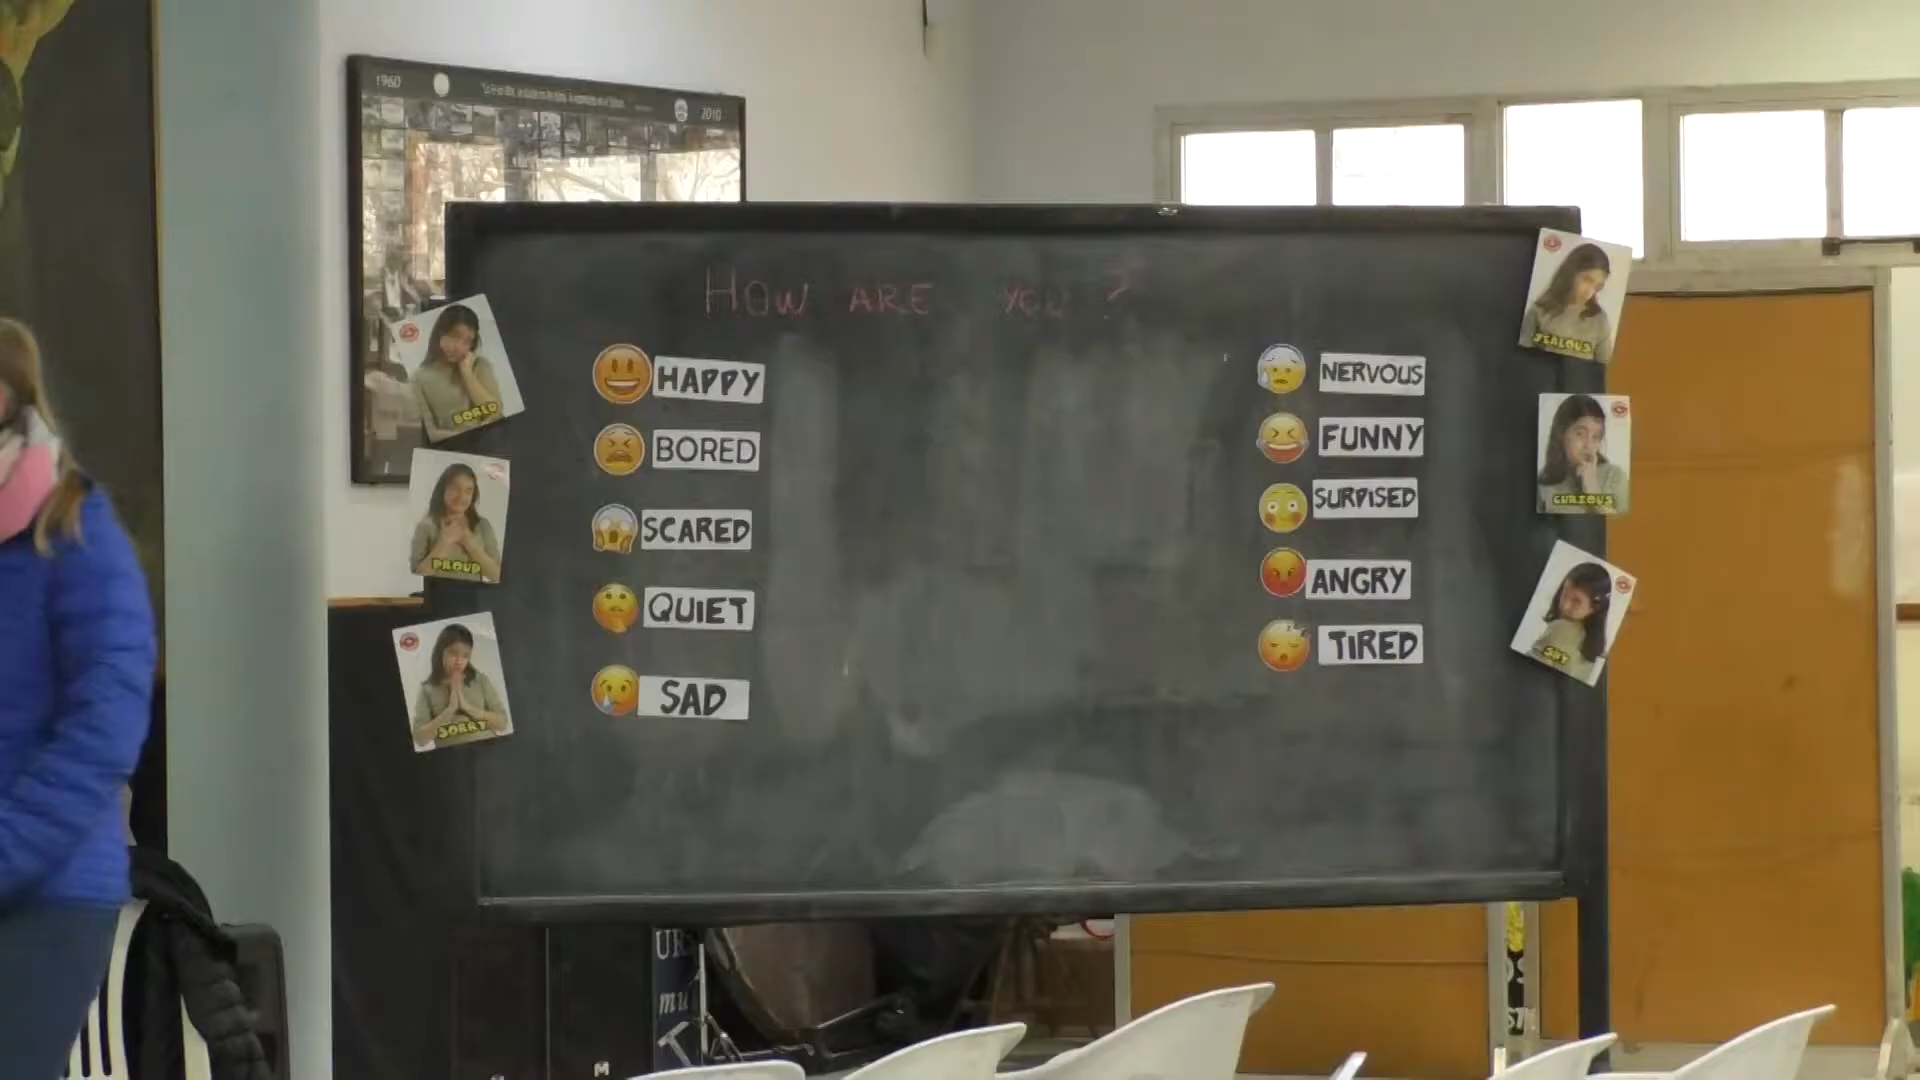 1960
2010
HOW ARE YOU?
HAPPY
BORED
SCARED
QUIET
SAD
NERVOUS
FUNNY
SURPISED
ANGRY
TIRED
BORED
PROUD
SORRY
JEALOUS
CURIOUS
SHY